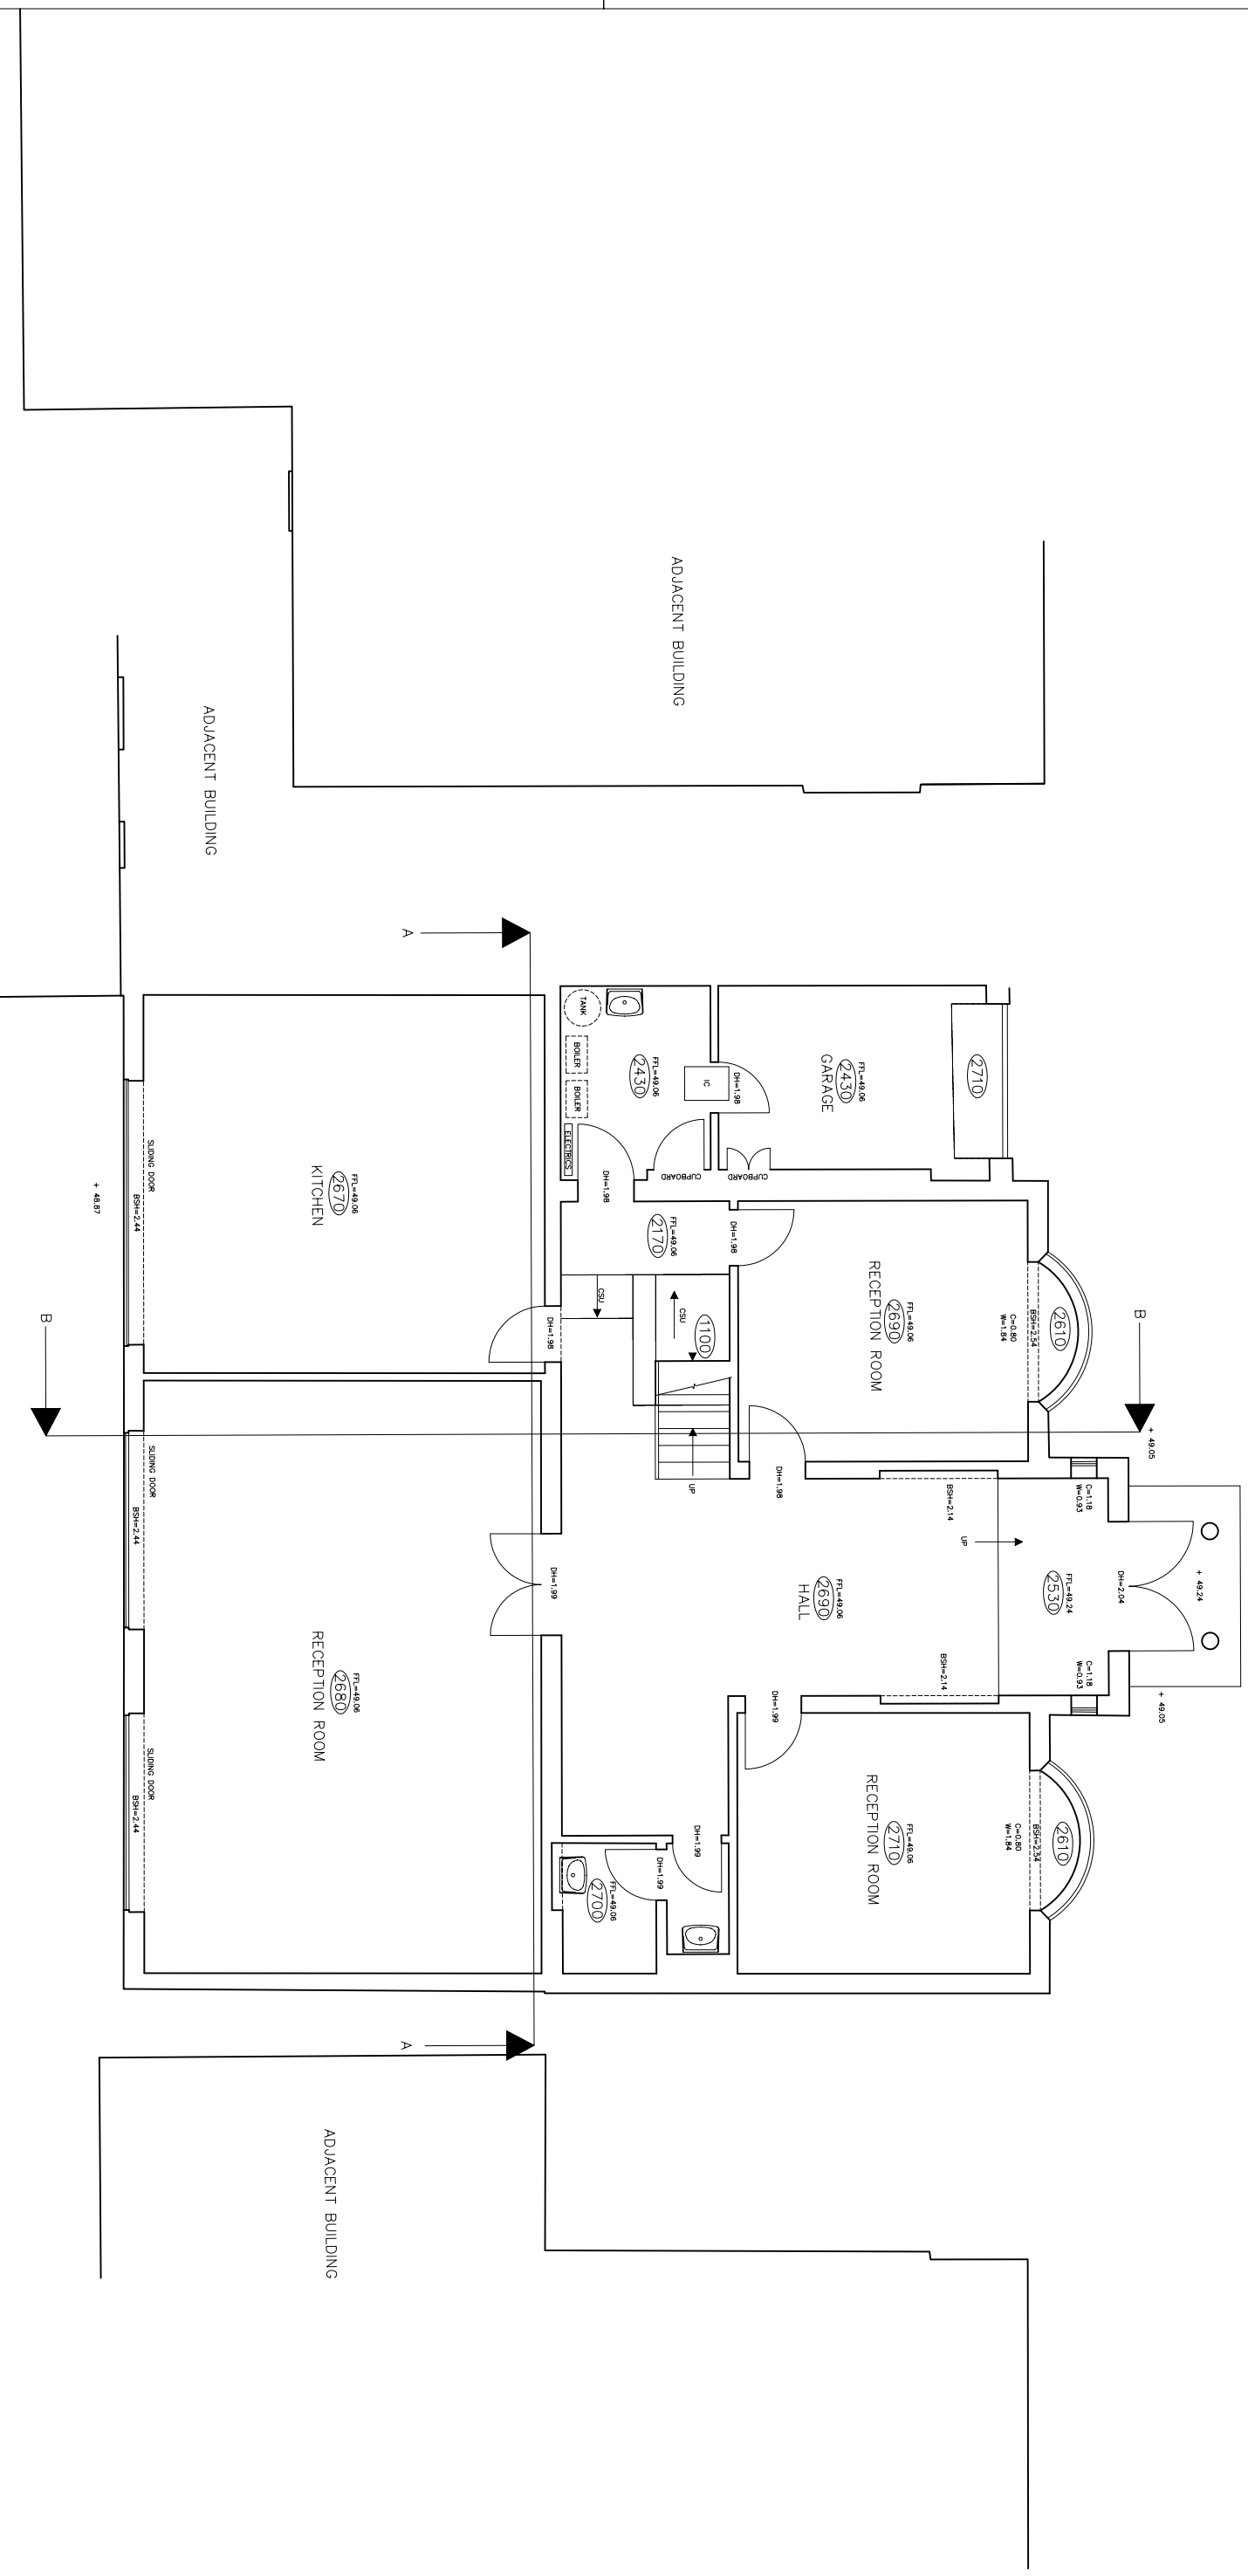 ADJACENT BUILDING
ADJACENT BUILDING
A
B
+ 49.05
2710
FFL=49.06
2430
GARAGE
DH=1.98
IC
FFL=49.06
2430
TANK
BOILER
BOILER
ELECTRICS
CUPBOARD
CUPBOARD
DH=1.98
FFL=49.06
2170
DH=1.98
2610
BSH=2.54
C=0.80
W=1.84
FFL=49.06
2690
RECEPTION ROOM
CSU
CSU
1100
UP
DH=1.98
FFL=49.06
2670
KITCHEN
SLIDING DOOR
BSH=2.44
+ 48.87
B
DH=1.98
C=1.18
W=0.93
BSH=2.14
UP
+ 49.24
DH=2.04
FFL=49.24
2530
FFL=49.06
2690
HALL
BSH=2.14
C=1.18
W=0.93
+ 49.05
DH=1.99
DH=1.99
SLIDING DOOR
BSH=2.44
FFL=49.06
2680
RECEPTION ROOM
SLIDING DOOR
BSH=2.44
2610
BSH=2.54
C=0.80
W=1.84
FFL=49.06
2710
RECEPTION ROOM
DH=1.99
DH=1.99
FFL=49.06
2700
A
ADJACENT BUILDING